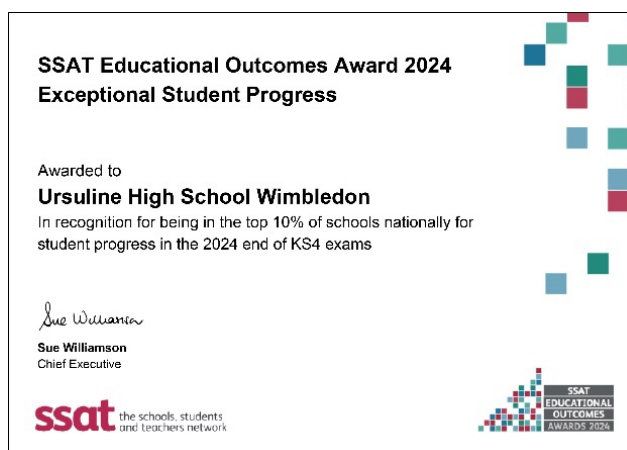 SSAT Educational Outcomes Award 2024
Exceptional Student Progress
Awarded to
Ursuline High School Wimbledon
In recognition for being in the top 10% of schools nationally for
student progress in the 2024 end of KS4 exams
Sue Williamson
Sue Williamson
Chief Executive
ssat the schools, students
and teachers network
SSAT
EDUCATIONAL
OUTCOMES
AWARDS 2024